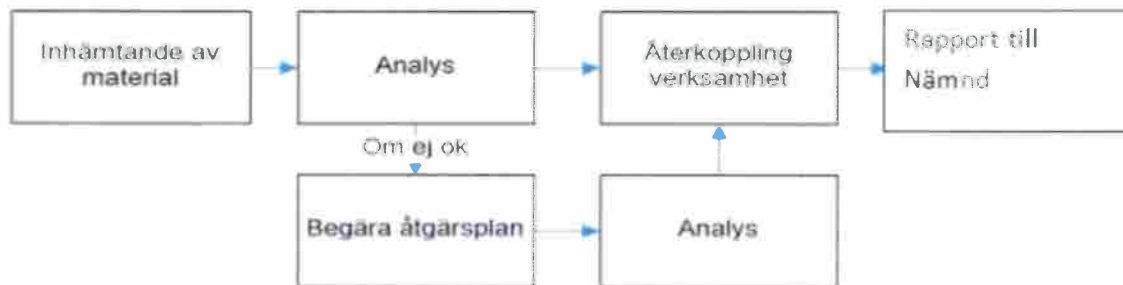 Inhämtande av
material
Analys
Återkoppling
verksamhet
Rapport till
Nämnd
Om ej ok
Begära åtgärsplan
Analys